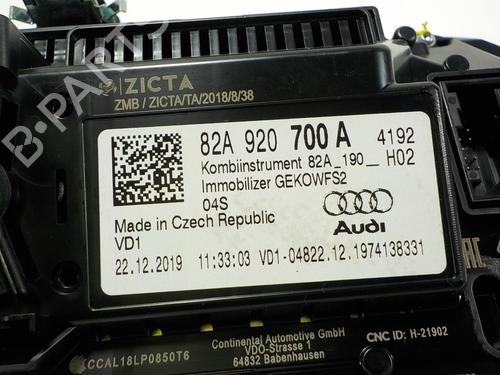 ZICTA
ZMB / ZICTA/TA/2018/8/38
82A 920 700 A 4192
Kombiinstrument 82A_190__ H02
Immobilizer GEKOWFS2
04S
Made in Czech Republic
VD1
Audi
22.12.2019 11:33:03 VD1-04822.12.1974138331
Continental Automotive GmbH
VDO-Strasse 1
64832 Babenhausen
CNC ID: H-21902
CCAL18LP0850T6
B-Parts